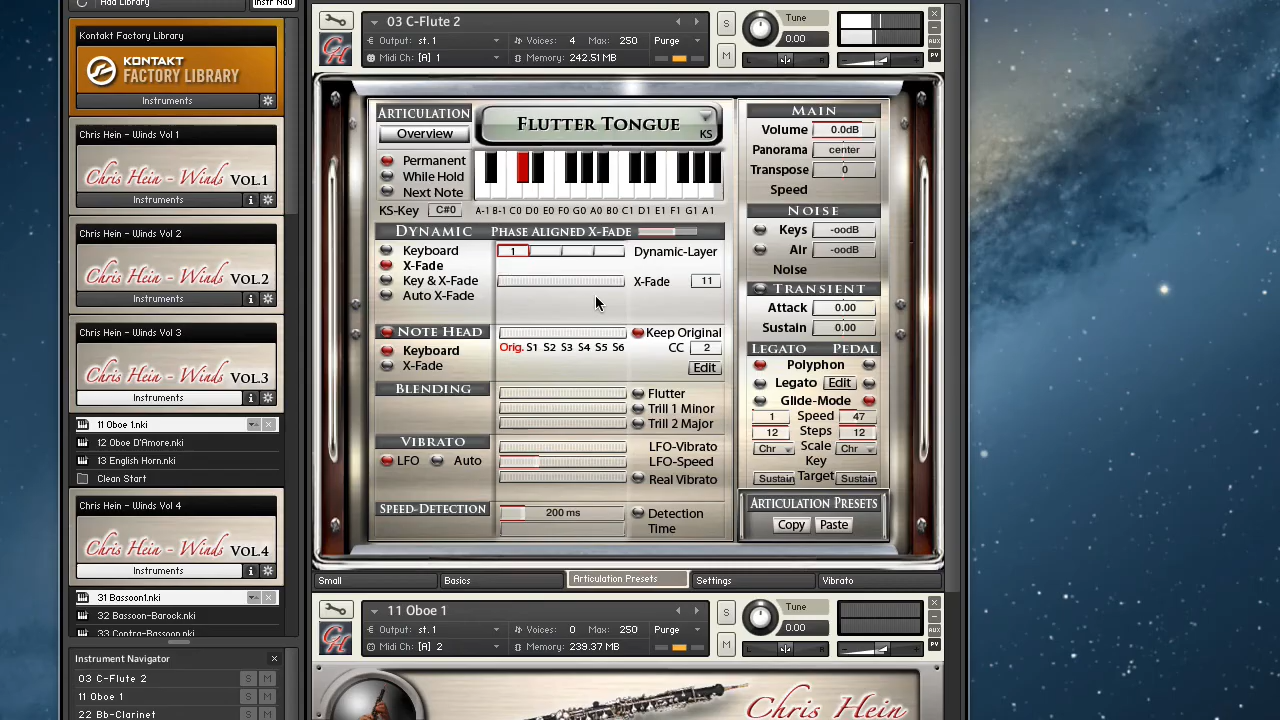 Add Library
Instr Nav
Kontakt Factory Library
KONTAKT
FACTORY LIBRARY
Instruments
Chris Hein - Winds Vol 1
Chris Hein - Winds VOL.1
Instruments
Chris Hein - Winds Vol 2
Chris Hein - Winds VOL.2
Instruments
Chris Hein - Winds Vol 3
Chris Hein - Winds VOL.3
Instruments
11 Oboe 1.nki
12 Oboe D'Amore.nki
13 English Horn.nki
Clean Start
Chris Hein - Winds Vol 4
Chris Hein - Winds VOL.4
Instruments
31 Bassoon1.nki
32 Bassoon-Barock.nki
33 Contra-Bassoon.nki
Instrument Navigator
03 C-Flute 2 S M
11 Oboe 1 S M
22 Bb-Clarinet S M
03 C-Flute 2
Output: st. 1 Voices: 4 Max: 250 Purge
Midi Ch: [A] 1 Memory: 242.51 MB
S
M
Tune
0.00
L R
AUX
PV
ARTICULATION
Overview
FLUTTER TONGUE
KS
Permanent
While Hold
Next Note
KS-Key C#0
A-1 B-1 C0 D0 E0 F0 G0 A0 B0 C1 D1 E1 F1 G1 A1
DYNAMIC PHASE ALIGNED X-FADE
Keyboard
X-Fade
Key & X-Fade
Auto X-Fade
1 Dynamic-Layer
X-Fade 11
NOTE HEAD
Keyboard
X-Fade
Keep Original
Orig. S1 S2 S3 S4 S5 S6
CC 2
Edit
BLENDING
Flutter
Trill 1 Minor
Trill 2 Major
VIBRATO
LFO Auto
LFO-Vibrato
LFO-Speed
Real Vibrato
SPEED-DETECTION
200 ms
Detection
Time
MAIN
Volume 0.0dB
Panorama center
Transpose 0
Speed
NOISE
Keys -oodB
Air -oodB
Noise
TRANSIENT
Attack 0.00
Sustain 0.00
LEGATO PEDAL
Polyphon
Legato Edit
Glide-Mode
1 Speed 47
12 Steps 12
Chr Scale Chr
Key
Sustain Target Sustain
ARTICULATION PRESETS
Copy Paste
Small
Basics
Articulation Presets
Settings
Vibrato
11 Oboe 1
Output: st. 1 Voices: 0 Max: 250 Purge
Midi Ch: [A] 2 Memory: 239.37 MB
S
M
Tune
0.00
L R
AUX
PV
Chris Hein